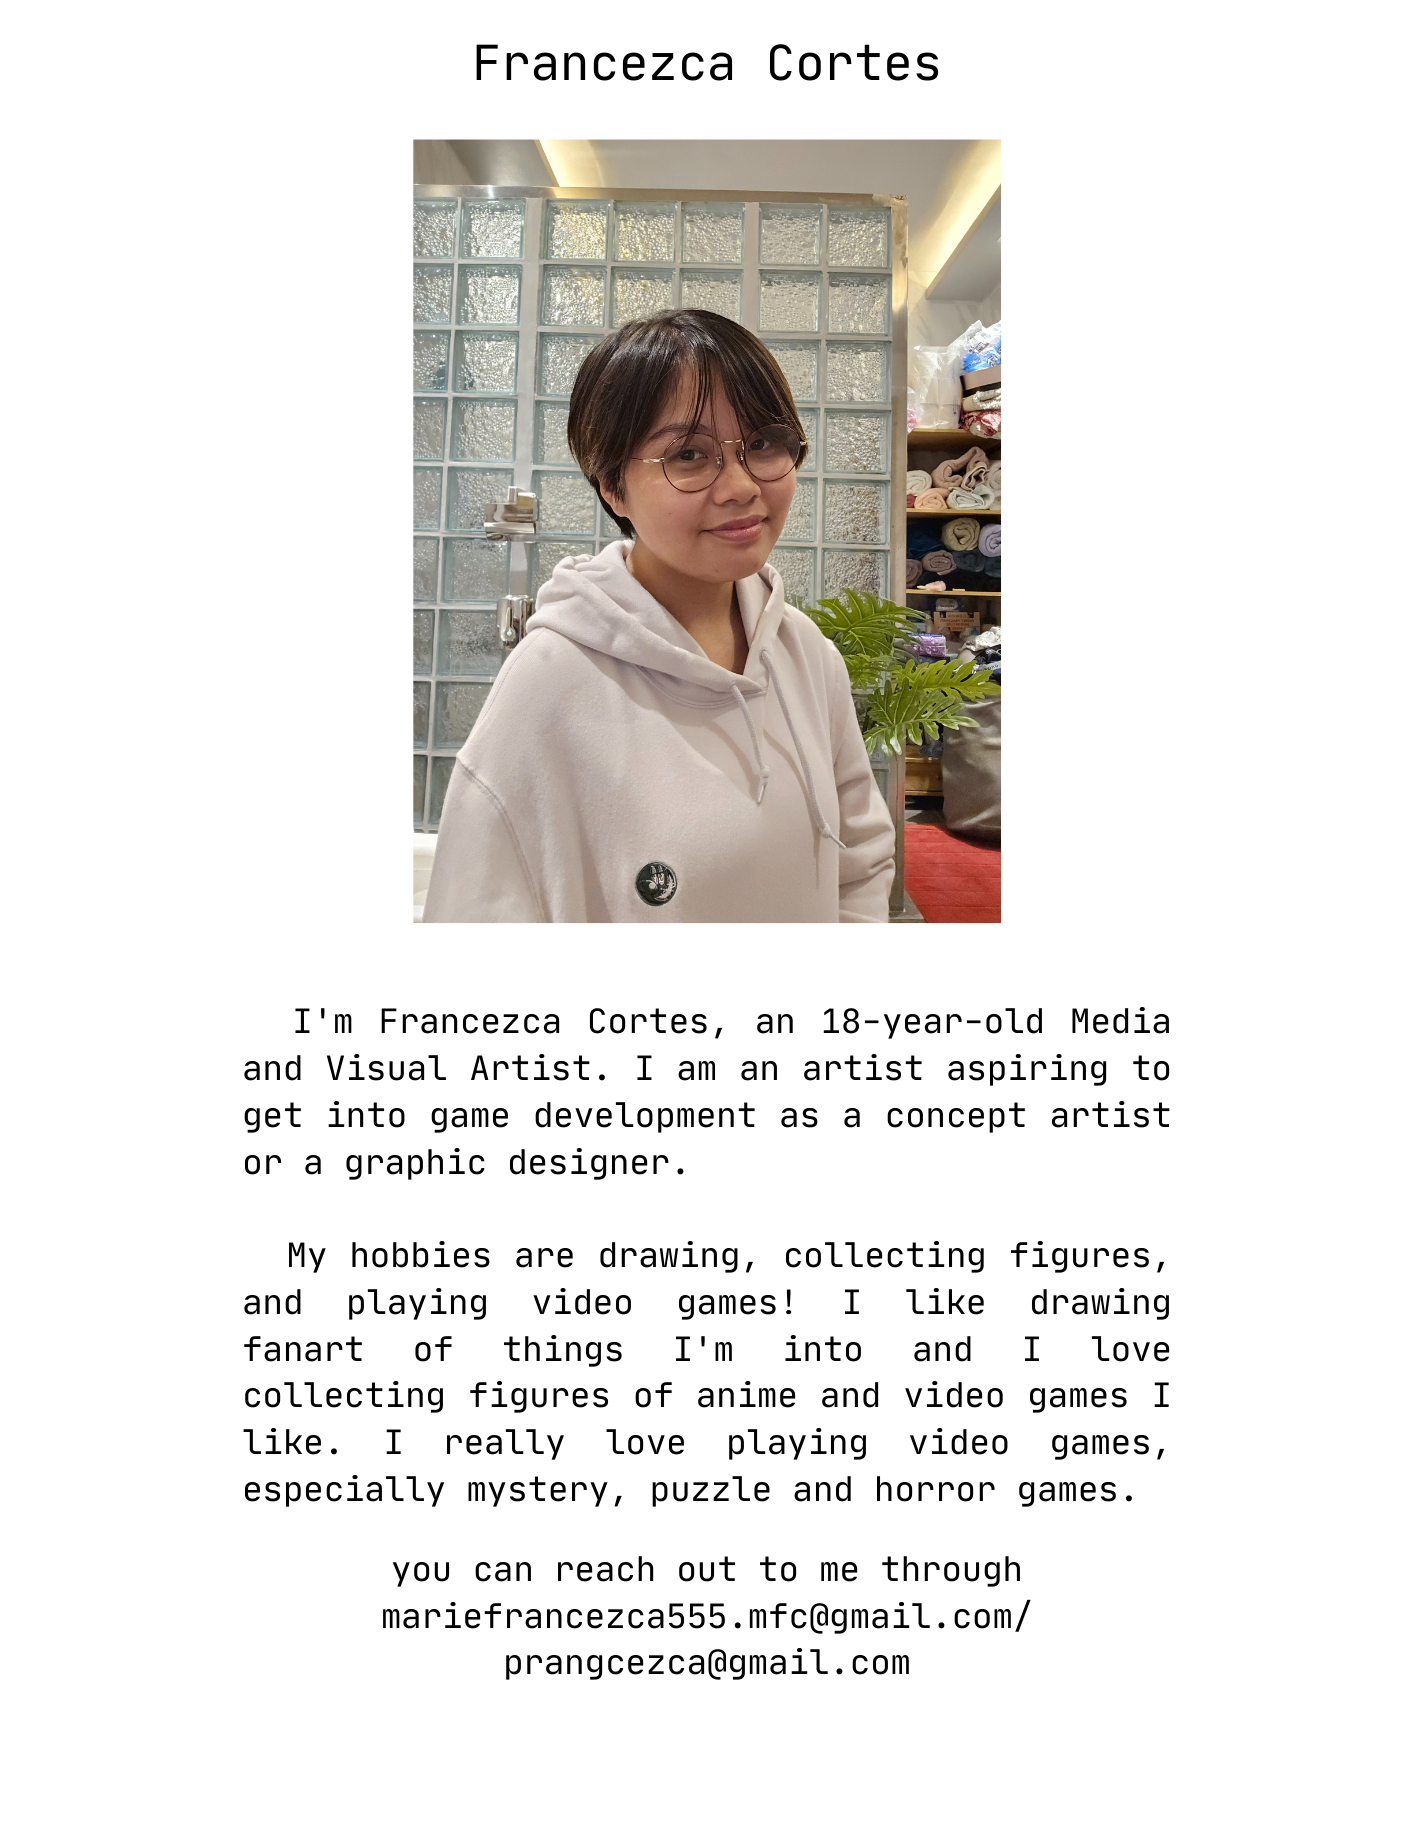 Francezca Cortes
I'm Francezca Cortes, an 18-year-old Media
and Visual Artist. I am an artist aspiring to
get into game development as a concept artist
or a graphic designer.
My hobbies are drawing, collecting figures,
and playing video games! I like drawing
fanart of things I'm into and I love
collecting figures of anime and video games I
like. I really love playing video games,
especially mystery, puzzle and horror games.
you can reach out to me through
mariefrancezca555.mfc@gmail.com/
prangcezca@gmail.com